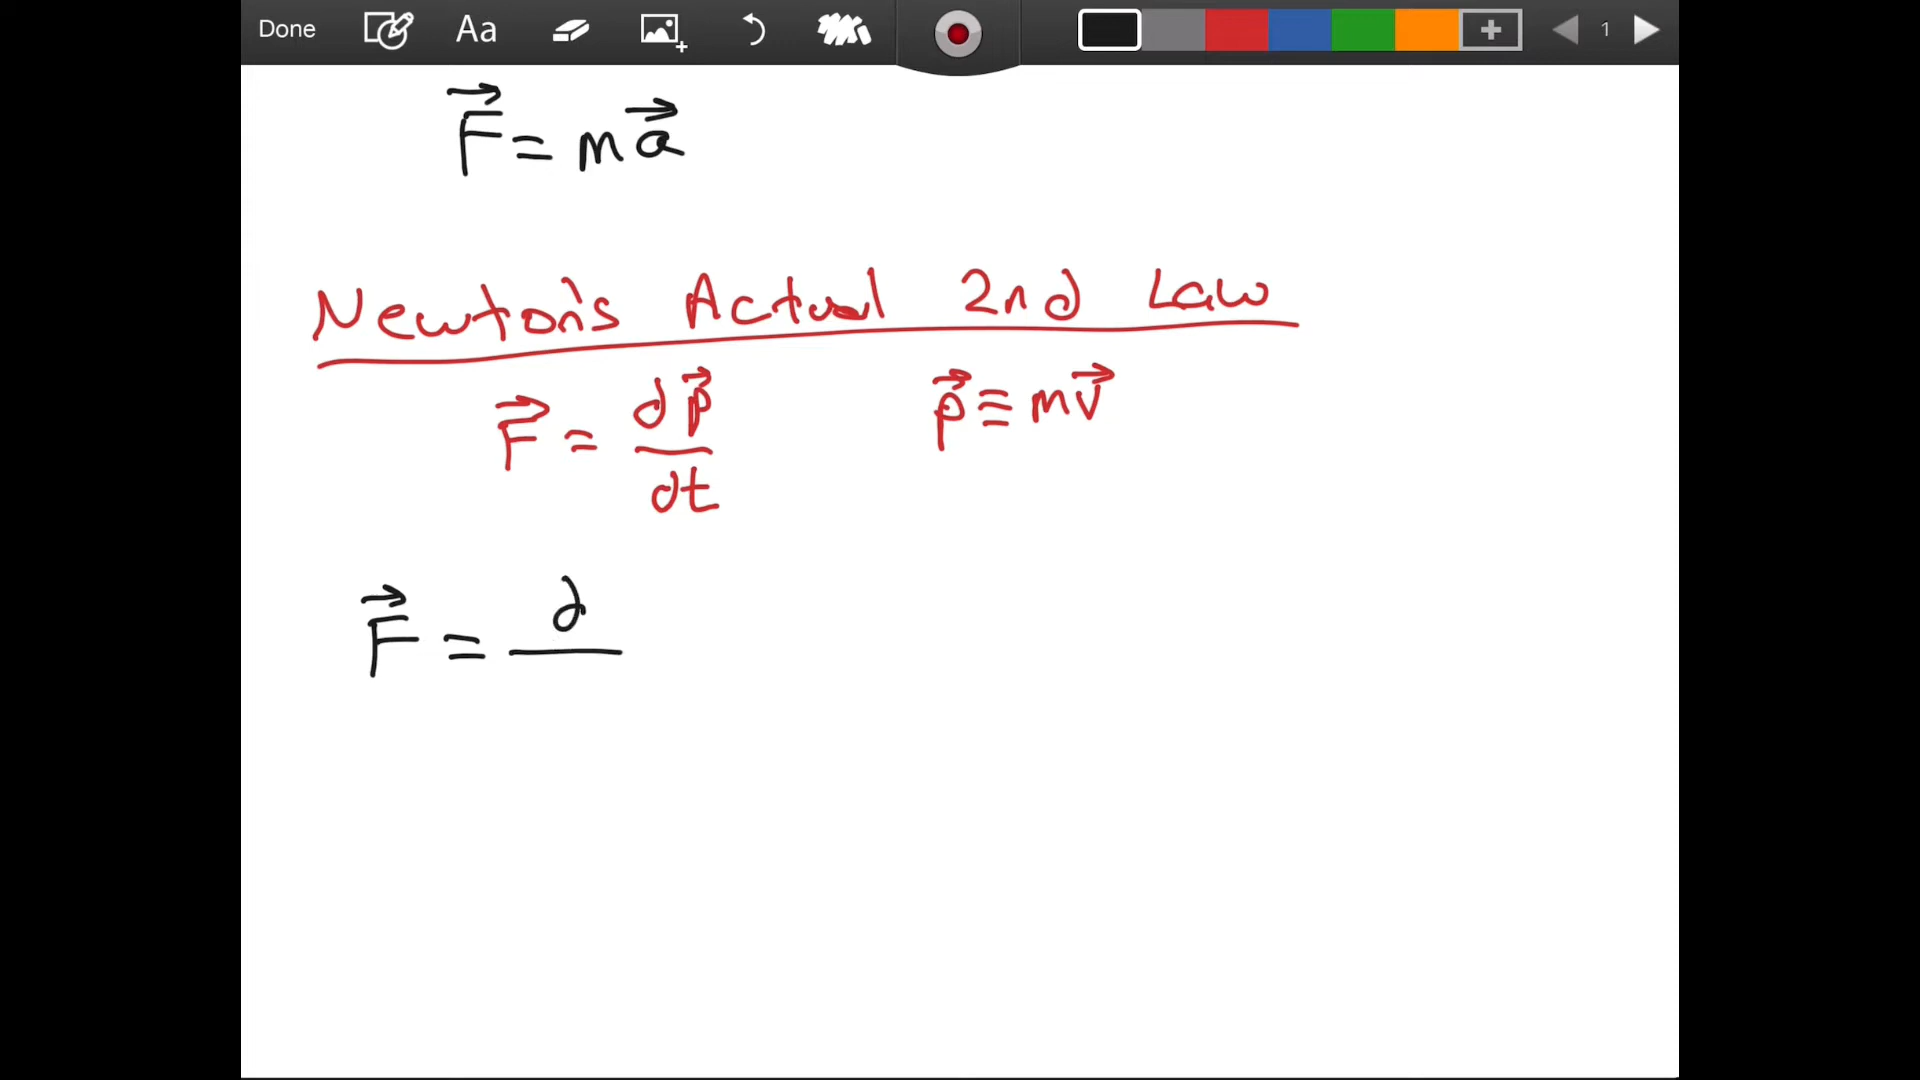 Done Aa 1
F⃗ = ma⃗
Newton's Actual 2nd Law
F⃗ = dp⃗/dt p⃗ ≡ mv⃗
F⃗ = d/